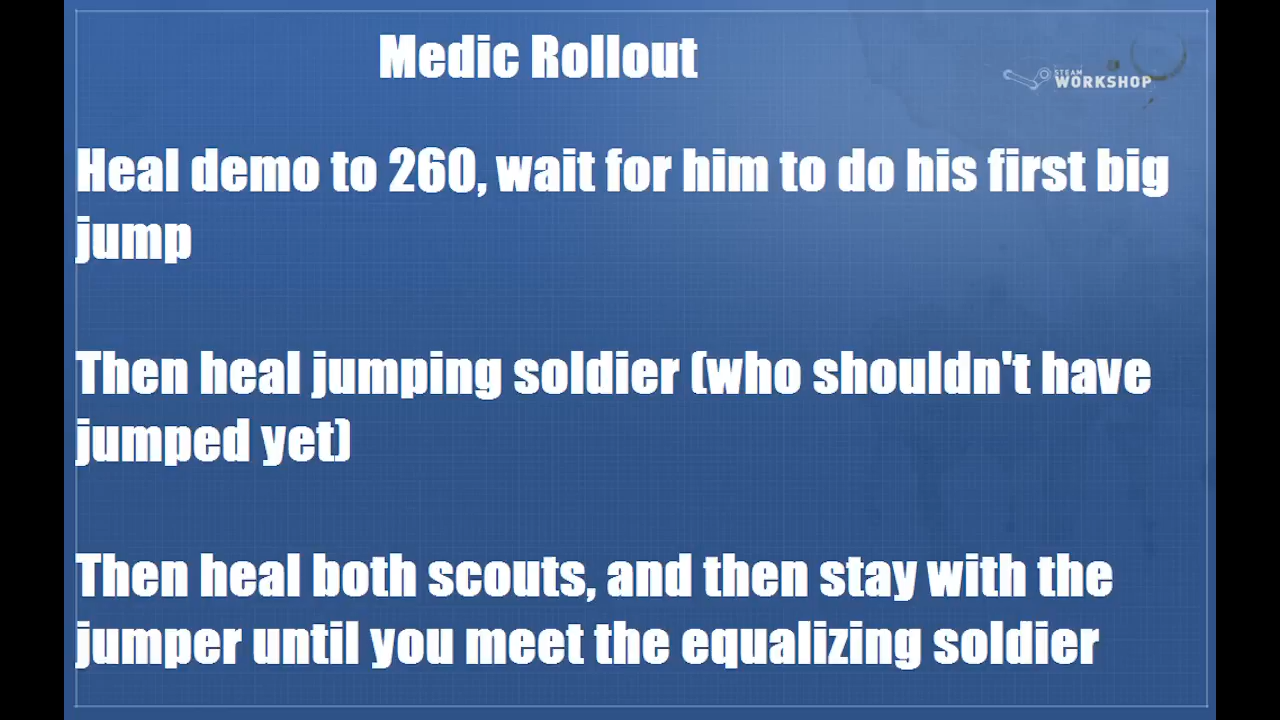 Medic Rollout
STEAM
WORKSHOP
Heal demo to 260, wait for him to do his first big
jump
Then heal jumping soldier (who shouldn't have
jumped yet)
Then heal both scouts, and then stay with the
jumper until you meet the equalizing soldier